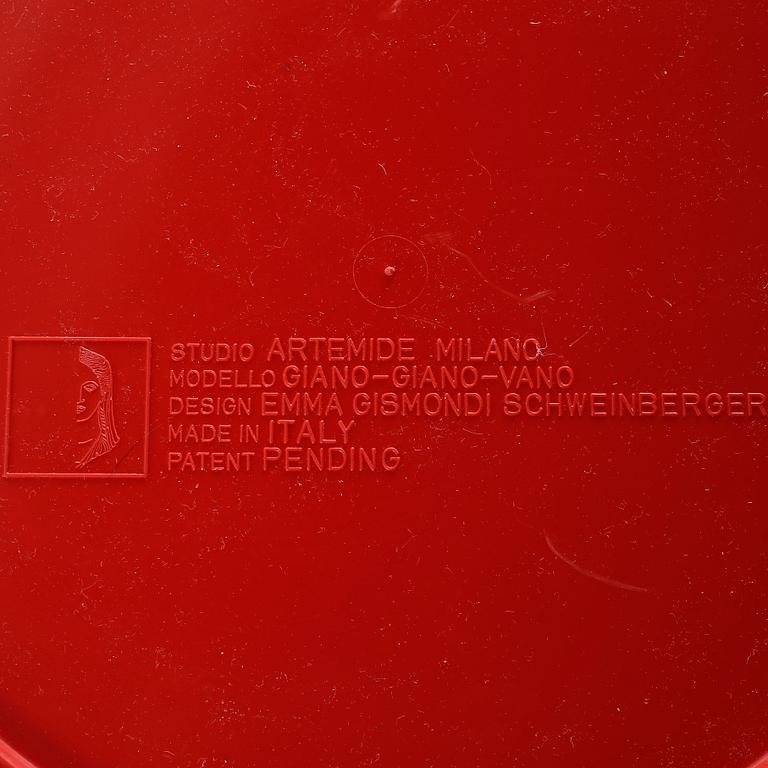 STUDIO ARTEMIDE MILANO
MODELLO GIANO-GIANO-VANO
DESIGN EMMA GISMONDI SCHWEINBERGER
MADE IN ITALY
PATENT PENDING